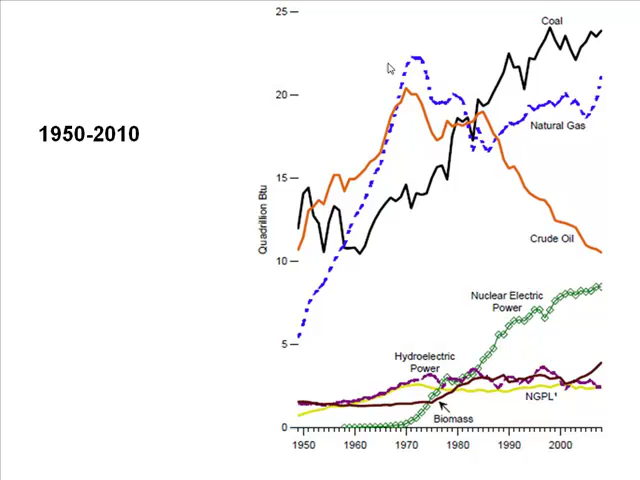 1950-2010
25
20
15
10
5
0
Quadrillion Btu
Coal
Natural Gas
Crude Oil
Nuclear Electric
Power
Hydroelectric
Power
NGPL¹
Biomass
1950 1960 1970 1980 1990 2000